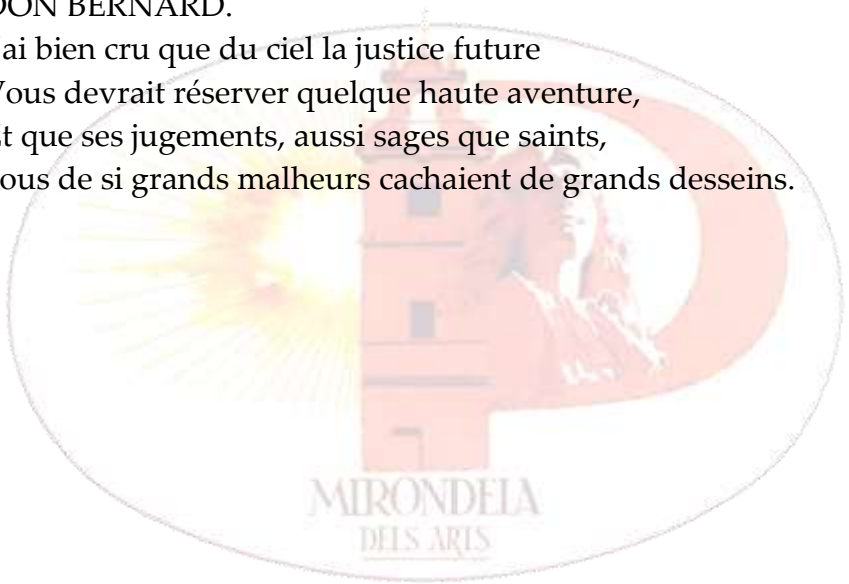 DON BERNARD.
'ai bien cru que du ciel la justice future
Vous devrait réserver quelque haute aventure,
Et que ses jugements, aussi sages que saints,
ous de si grands malheurs cachaient de grands desseins.
MIRONDELA
DELS ARTS